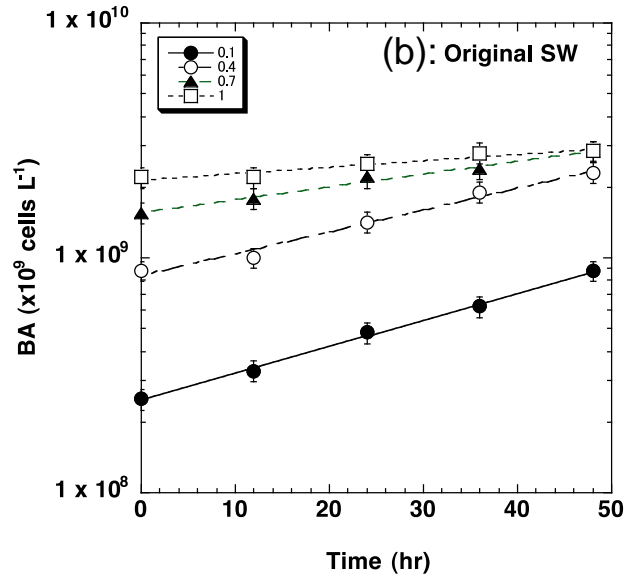 1 x 10¹⁰
(b): Original SW
0.1
0.4
0.7
1
BA (x10⁹ cells L⁻¹)
1 x 10⁹
1 x 10⁸
0 10 20 30 40 50
Time (hr)